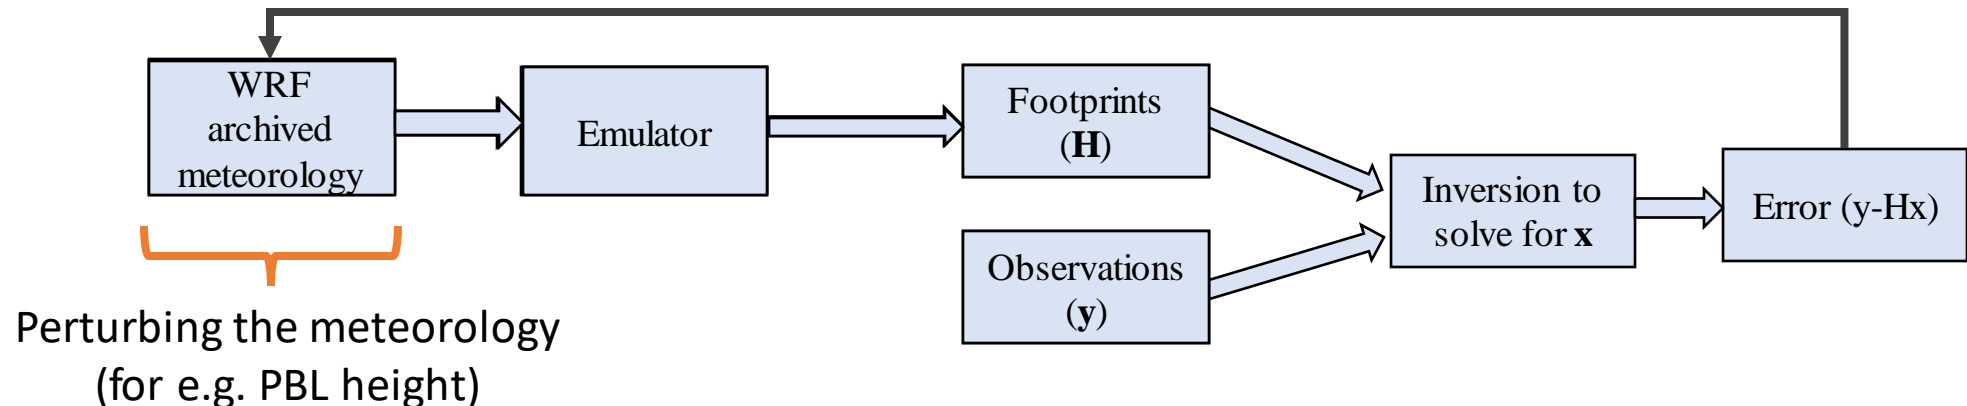 WRF
archived
meteorology
Emulator
Footprints
(H)
Observations
(y)
Inversion to
solve for x
Error (y-Hx)
Perturbing the meteorology
(for e.g. PBL height)